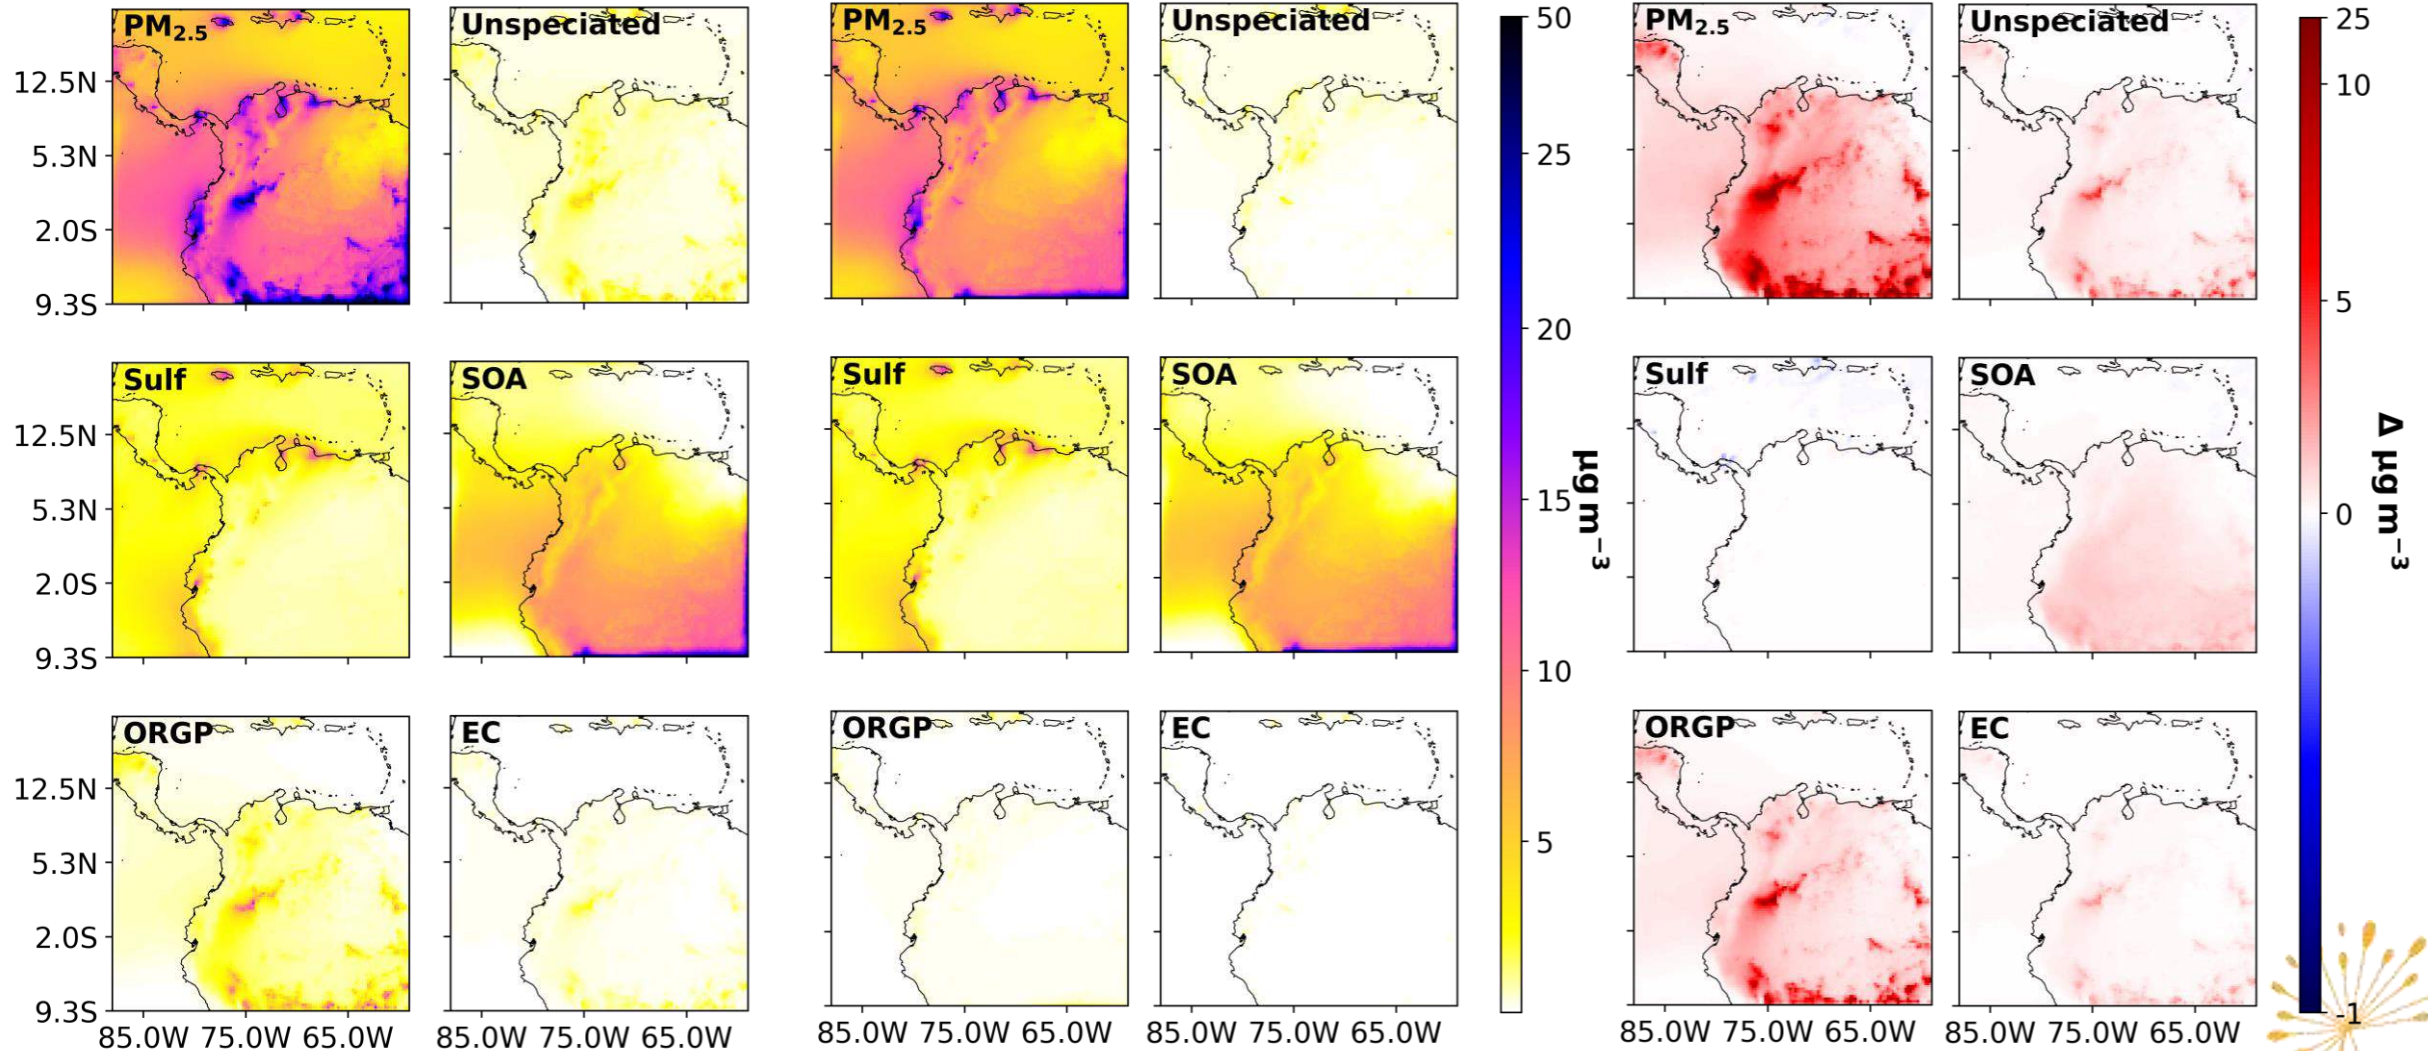 PM2.5 Unspeciated PM2.5 Unspeciated 50 PM2.5 Unspeciated 25
12.5N 10
5.3N 25
2.0S 20 5
9.3S
Sulf SOA Sulf SOA Sulf SOA
12.5N 15 0
5.3N µg m⁻³ Δ µg m⁻³
2.0S
9.3S 10
ORGP EC ORGP EC ORGP EC
12.5N
5.3N 5
2.0S
9.3S -1
85.0W 75.0W 65.0W 85.0W 75.0W 65.0W 85.0W 75.0W 65.0W 85.0W 75.0W 65.0W 85.0W 75.0W 65.0W 85.0W 75.0W 65.0W